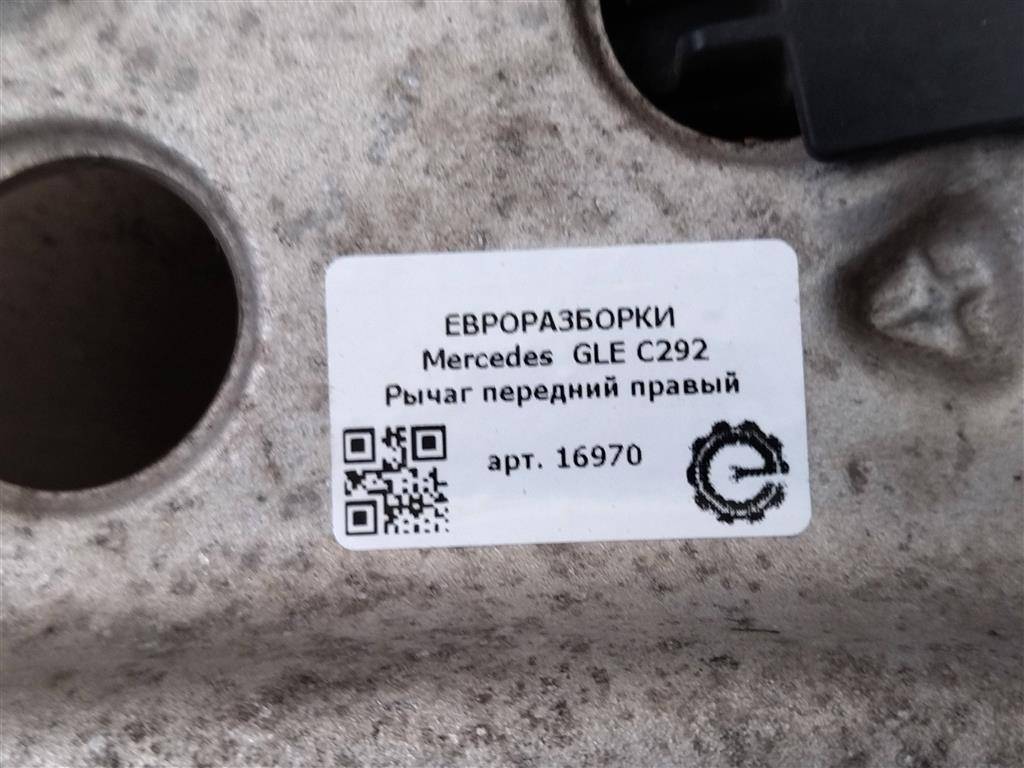 ЕВРОРАЗБОРКИ
Mercedes GLE C292
Рычаг передний правый
арт. 16970